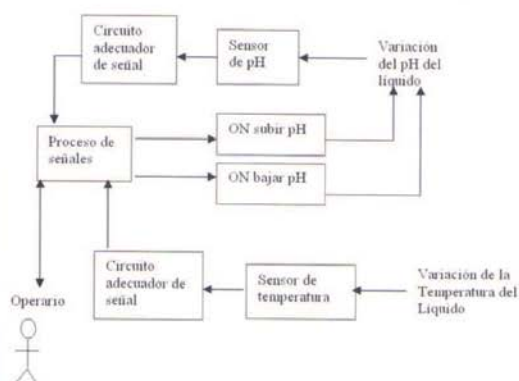 Circuito
adecuador
de señal
Sensor
de pH
Variación
del pH del
líquido
Proceso de
señales
ON subir pH
ON bajar pH
Circuito
adecuador de
señal
Sensor de
temperatura
Variación de la
Temperatura del
Líquido
Operario